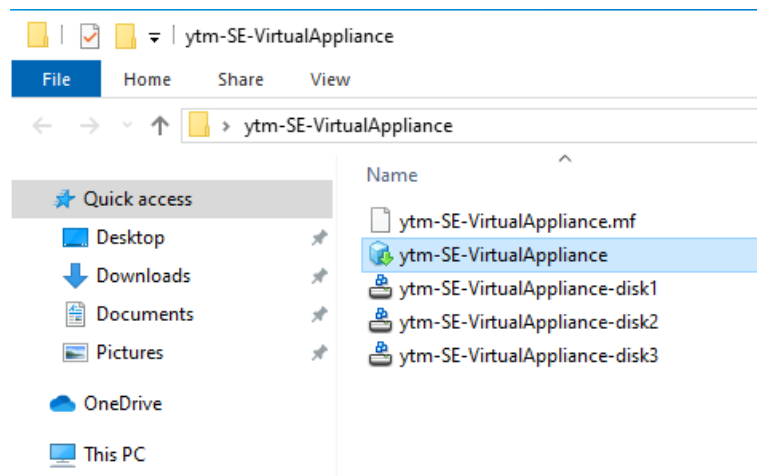 ytm-SE-VirtualAppliance
File Home Share View
ytm-SE-VirtualAppliance
Name
Quick access
Desktop
Downloads
Documents
Pictures
OneDrive
This PC
ytm-SE-VirtualAppliance.mf
ytm-SE-VirtualAppliance
ytm-SE-VirtualAppliance-disk1
ytm-SE-VirtualAppliance-disk2
ytm-SE-VirtualAppliance-disk3